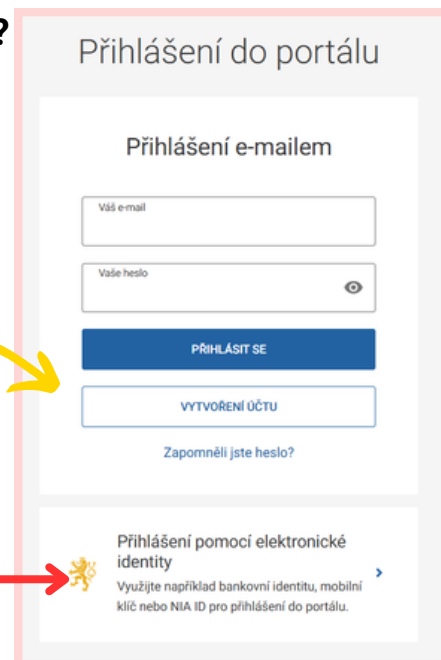 ?
Přihlášení do portálu
Přihlášení e-mailem
Váš e-mail
Vaše heslo
PŘIHLÁSIT SE
VYTVOŘENÍ ÚČTU
Zapomněli jste heslo?
Přihlášení pomocí elektronické
identity
Využijte například bankovní identitu, mobilní
klíč nebo NIA ID pro přihlášení do portálu.